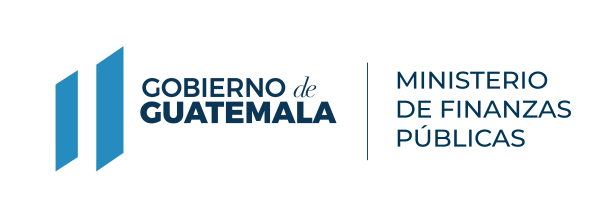 GOBIERNO de
GUATEMALA
MINISTERIO
DE FINANZAS
PÚBLICAS